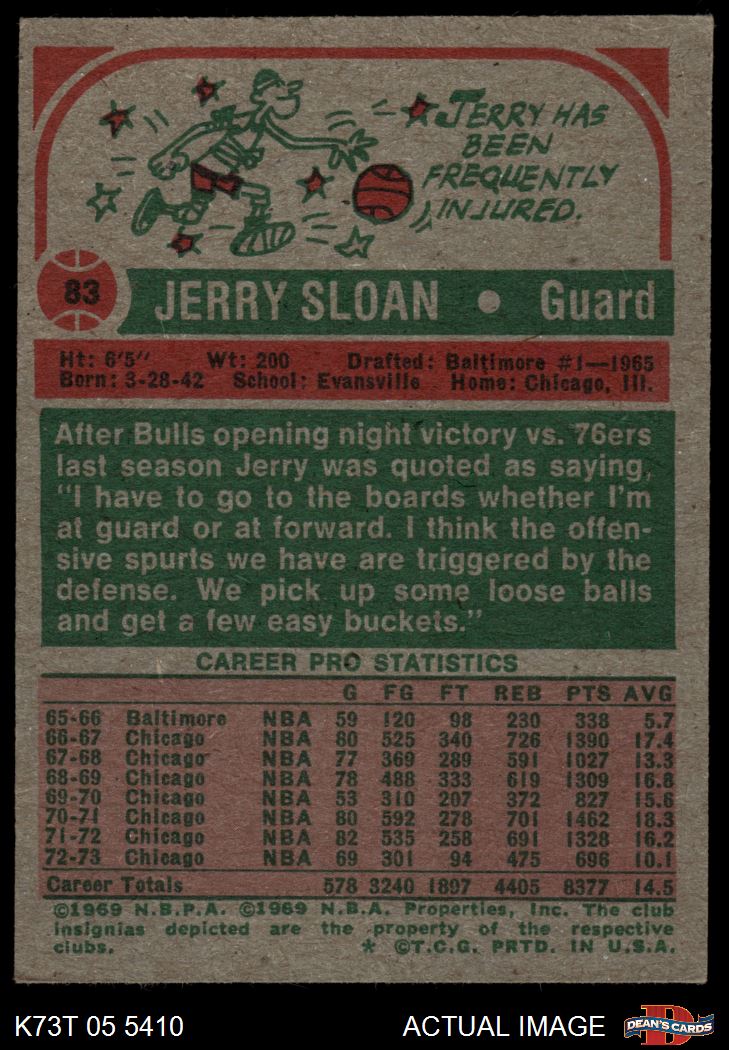 JERRY HAS
BEEN
FREQUENTLY
INJURED.
83 JERRY SLOAN • Guard
Ht: 6'5" Wt: 200 Drafted: Baltimore #1—1965
Born: 3-28-42 School: Evansville Home: Chicago, Ill.
After Bulls opening night victory vs. 76ers
last season Jerry was quoted as saying,
"I have to go to the boards whether I'm
at guard or at forward. I think the offen-
sive spurts we have are triggered by the
defense. We pick up some loose balls
and get a few easy buckets."
CAREER PRO STATISTICS
G FG FT REB PTS AVG
65-66 Baltimore NBA 59 120 98 230 338 5.7
66-67 Chicago NBA 80 525 340 726 1390 17.4
67-68 Chicago NBA 77 369 289 591 1027 13.3
68-69 Chicago NBA 78 488 333 619 1309 16.8
69-70 Chicago NBA 53 310 207 372 827 15.6
70-71 Chicago NBA 80 592 278 701 1462 18.3
71-72 Chicago NBA 82 535 258 691 1328 16.2
72-73 Chicago NBA 69 301 94 475 696 10.1
Career Totals 578 3240 1897 4405 8377 14.5
©1969 N.B.P.A. ©1969 N.B.A. Properties, Inc. The club
insignias depicted are the property of the respective
clubs. * ©T.C.G. PRTD. IN U.S.A.
K73T 05 5410 ACTUAL IMAGE DEAN'S CARDS